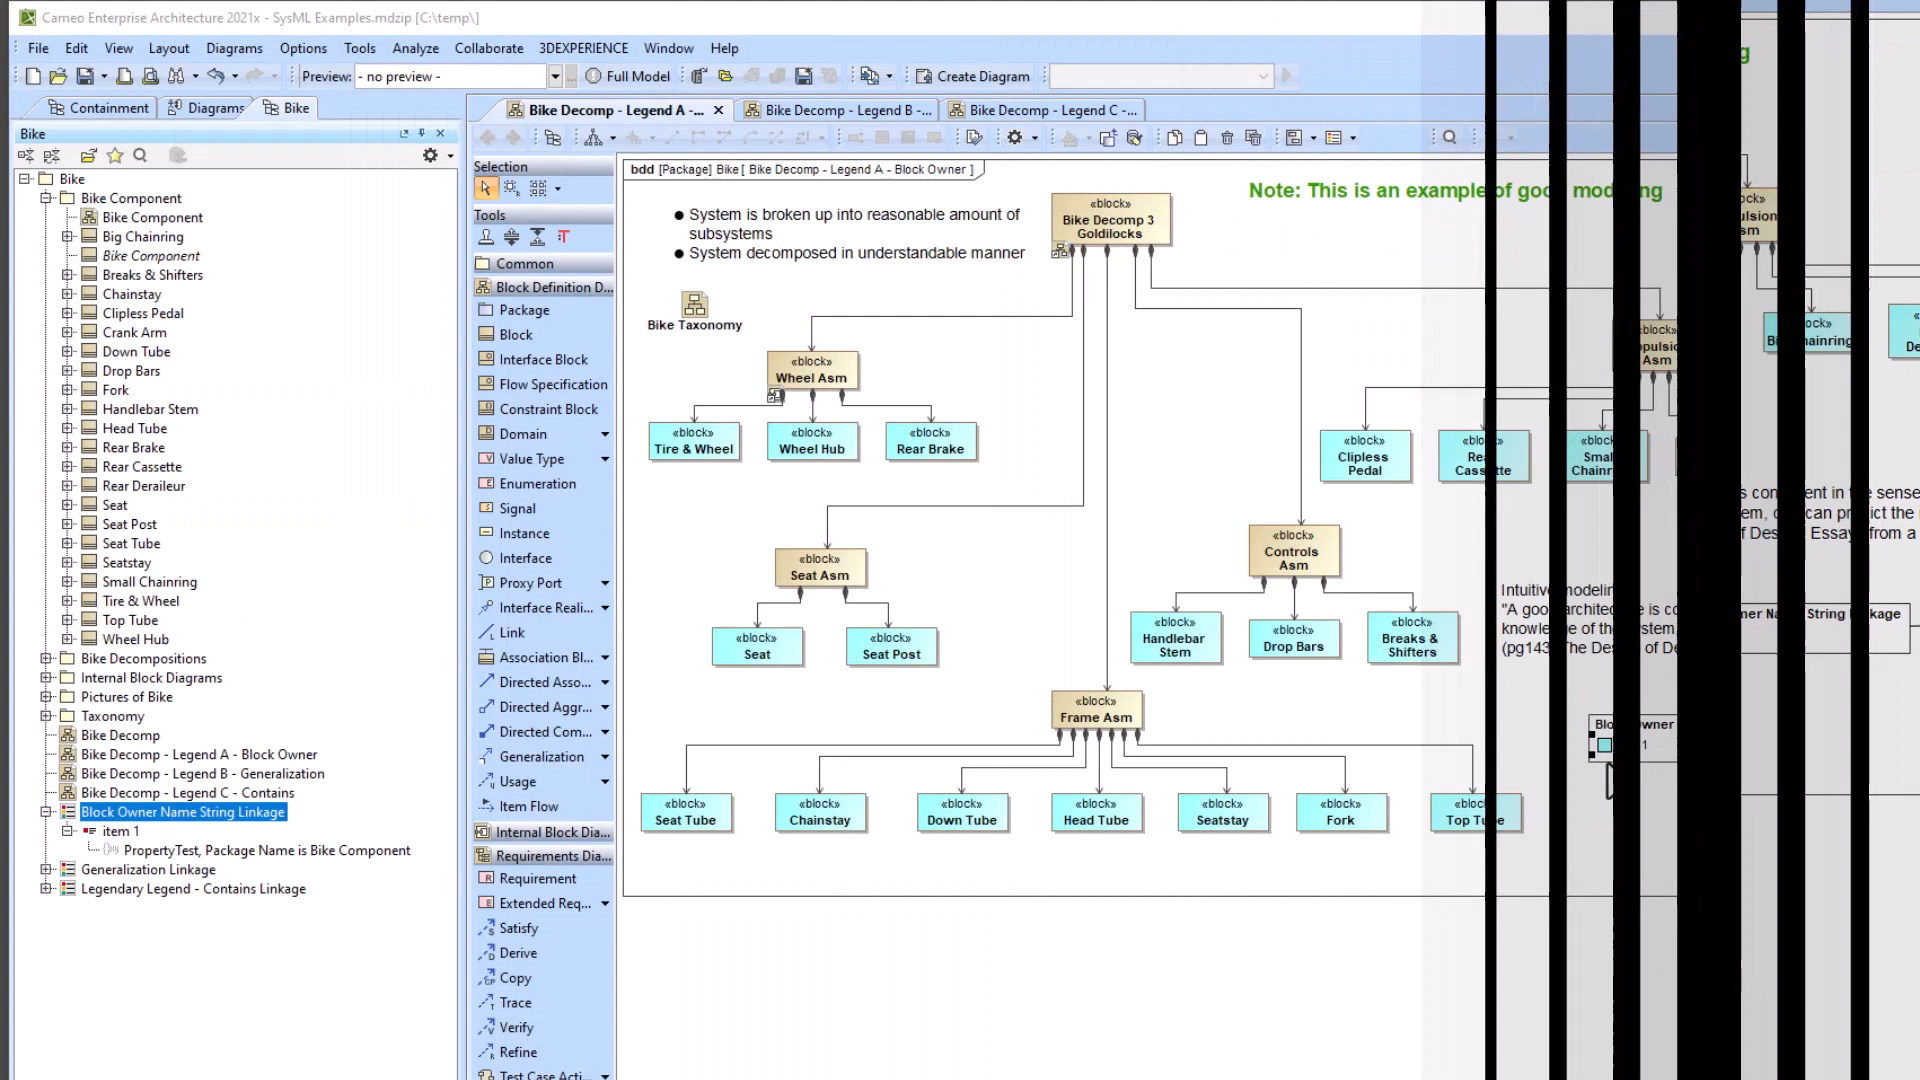 Cameo Enterprise Architecture 2021x - SysML Examples.mdzip [C:\temp\]
File Edit View Layout Diagrams Options Tools Analyze Collaborate 3DEXPERIENCE Window Help
Preview: - no preview - ... Full Model Create Diagram
Containment Diagrams Bike
Bike Decomp - Legend A -... Bike Decomp - Legend B -... Bike Decomp - Legend C -...
Bike
Bike
Bike Component
Bike Component
Big Chainring
Bike Component
Breaks & Shifters
Chainstay
Clipless Pedal
Crank Arm
Down Tube
Drop Bars
Fork
Handlebar Stem
Head Tube
Rear Brake
Rear Cassette
Rear Deraileur
Seat
Seat Post
Seat Tube
Seatstay
Small Chainring
Tire & Wheel
Top Tube
Wheel Hub
Bike Decompositions
Internal Block Diagrams
Pictures of Bike
Taxonomy
Bike Decomp
Bike Decomp - Legend A - Block Owner
Bike Decomp - Legend B - Generalization
Bike Decomp - Legend C - Contains
Block Owner Name String Linkage
item 1
PropertyTest, Package Name is Bike Component
Generalization Linkage
Legendary Legend - Contains Linkage
Selection
Tools
Common
Block Definition D...
Package
Block
Interface Block
Flow Specification
Constraint Block
Domain
Value Type
Enumeration
Signal
Instance
Interface
Proxy Port
Interface Reali...
Link
Association Bl...
Directed Asso...
Directed Aggr...
Directed Com...
Generalization
Usage
Item Flow
Internal Block Dia...
Requirements Dia...
Requirement
Extended Req...
Satisfy
Derive
Copy
Trace
Verify
Refine
Test Case Acti...
bdd [Package] Bike [ Bike Decomp - Legend A - Block Owner ]
● System is broken up into reasonable amount of
subsystems
● System decomposed in understandable manner
Note: This is an example of good modeling
Bike Taxonomy
«block»
Bike Decomp 3
Goldilocks
«block»
Wheel Asm
«block»
Tire & Wheel
«block»
Wheel Hub
«block»
Rear Brake
«block»
Clipless
Pedal
«block»
Seat Asm
«block»
Seat
«block»
Seat Post
«block»
Controls
Asm
«block»
Handlebar
Stem
«block»
Drop Bars
«block»
Breaks &
Shifters
«block»
Frame Asm
«block»
Seat Tube
«block»
Chainstay
«block»
Down Tube
«block»
Head Tube
«block»
Seatstay
«block»
Fork
Top Tube
String